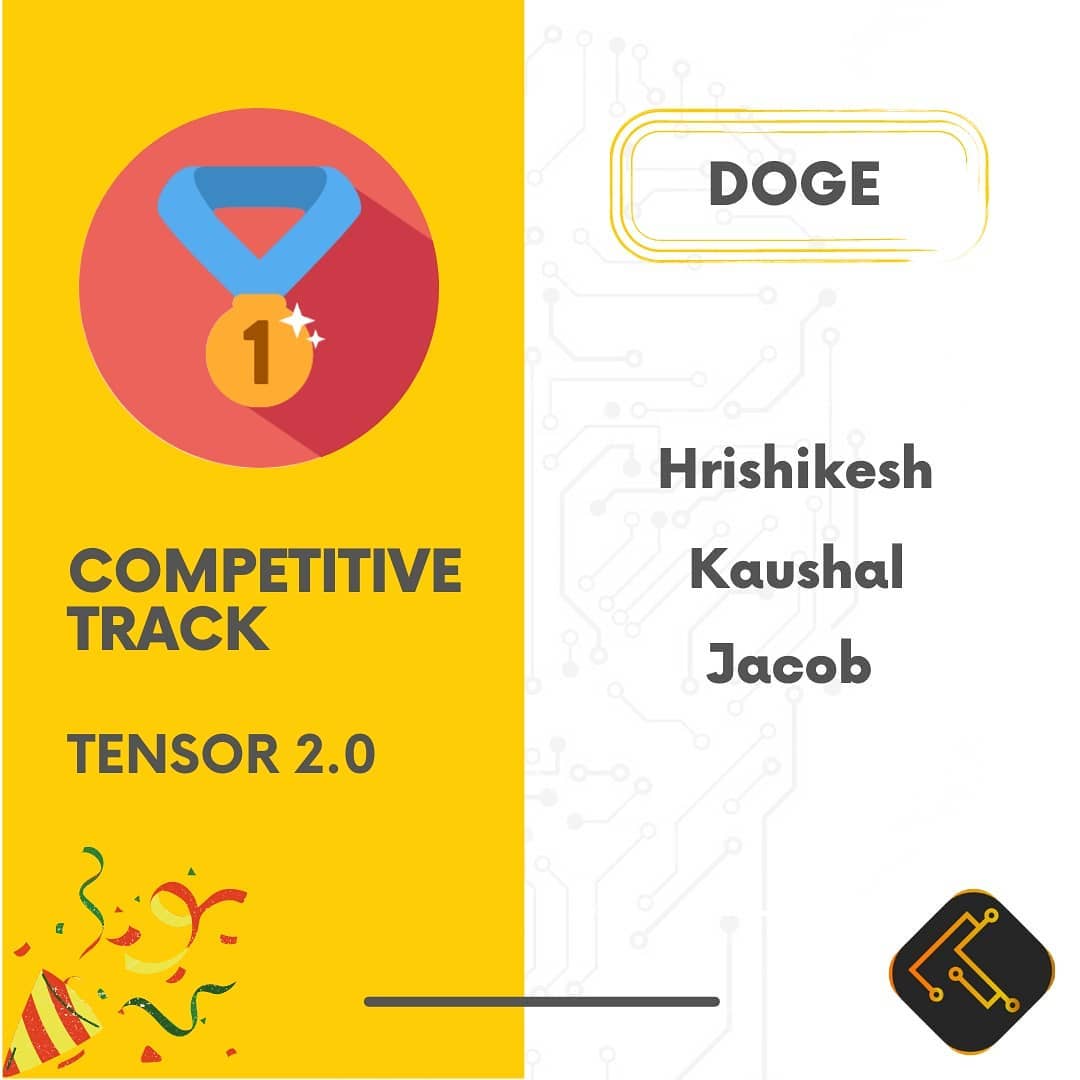 1
COMPETITIVE
TRACK
TENSOR 2.0
DOGE
Hrishikesh
Kaushal
Jacob